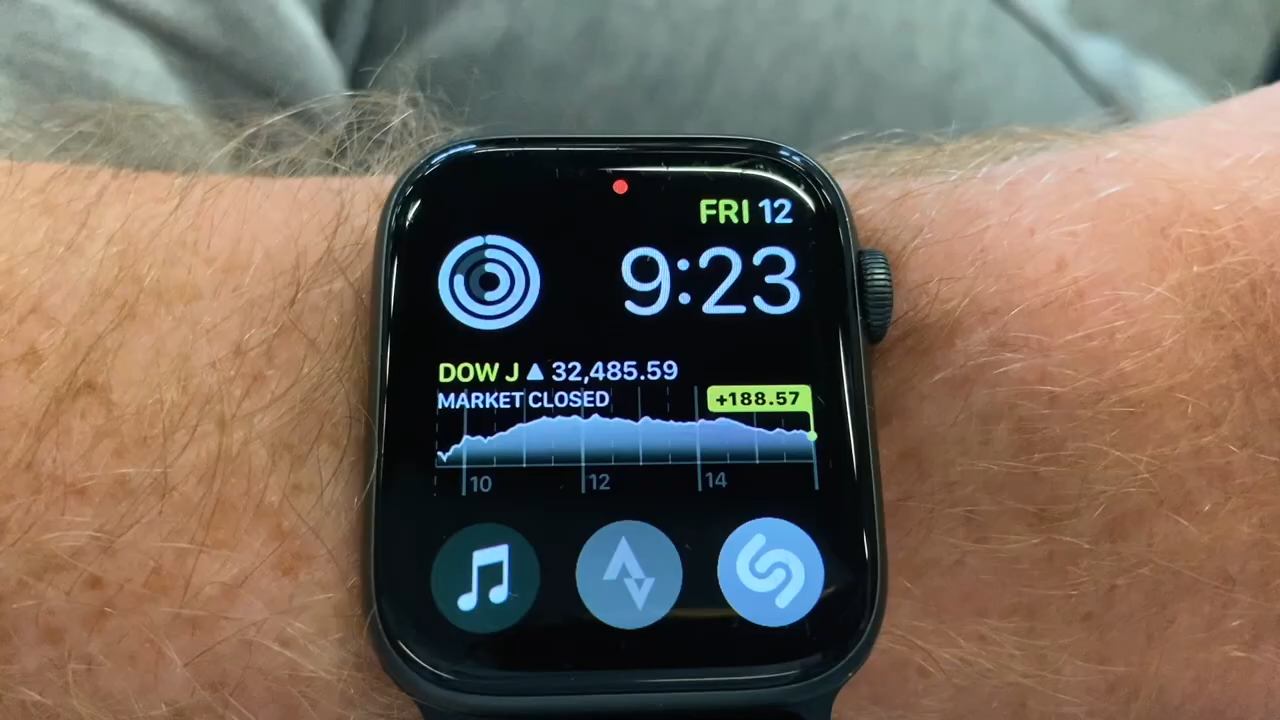 FRI 12
9:23
DOW J ▲ 32,485.59
MARKET CLOSED
+188.57
10 12 14